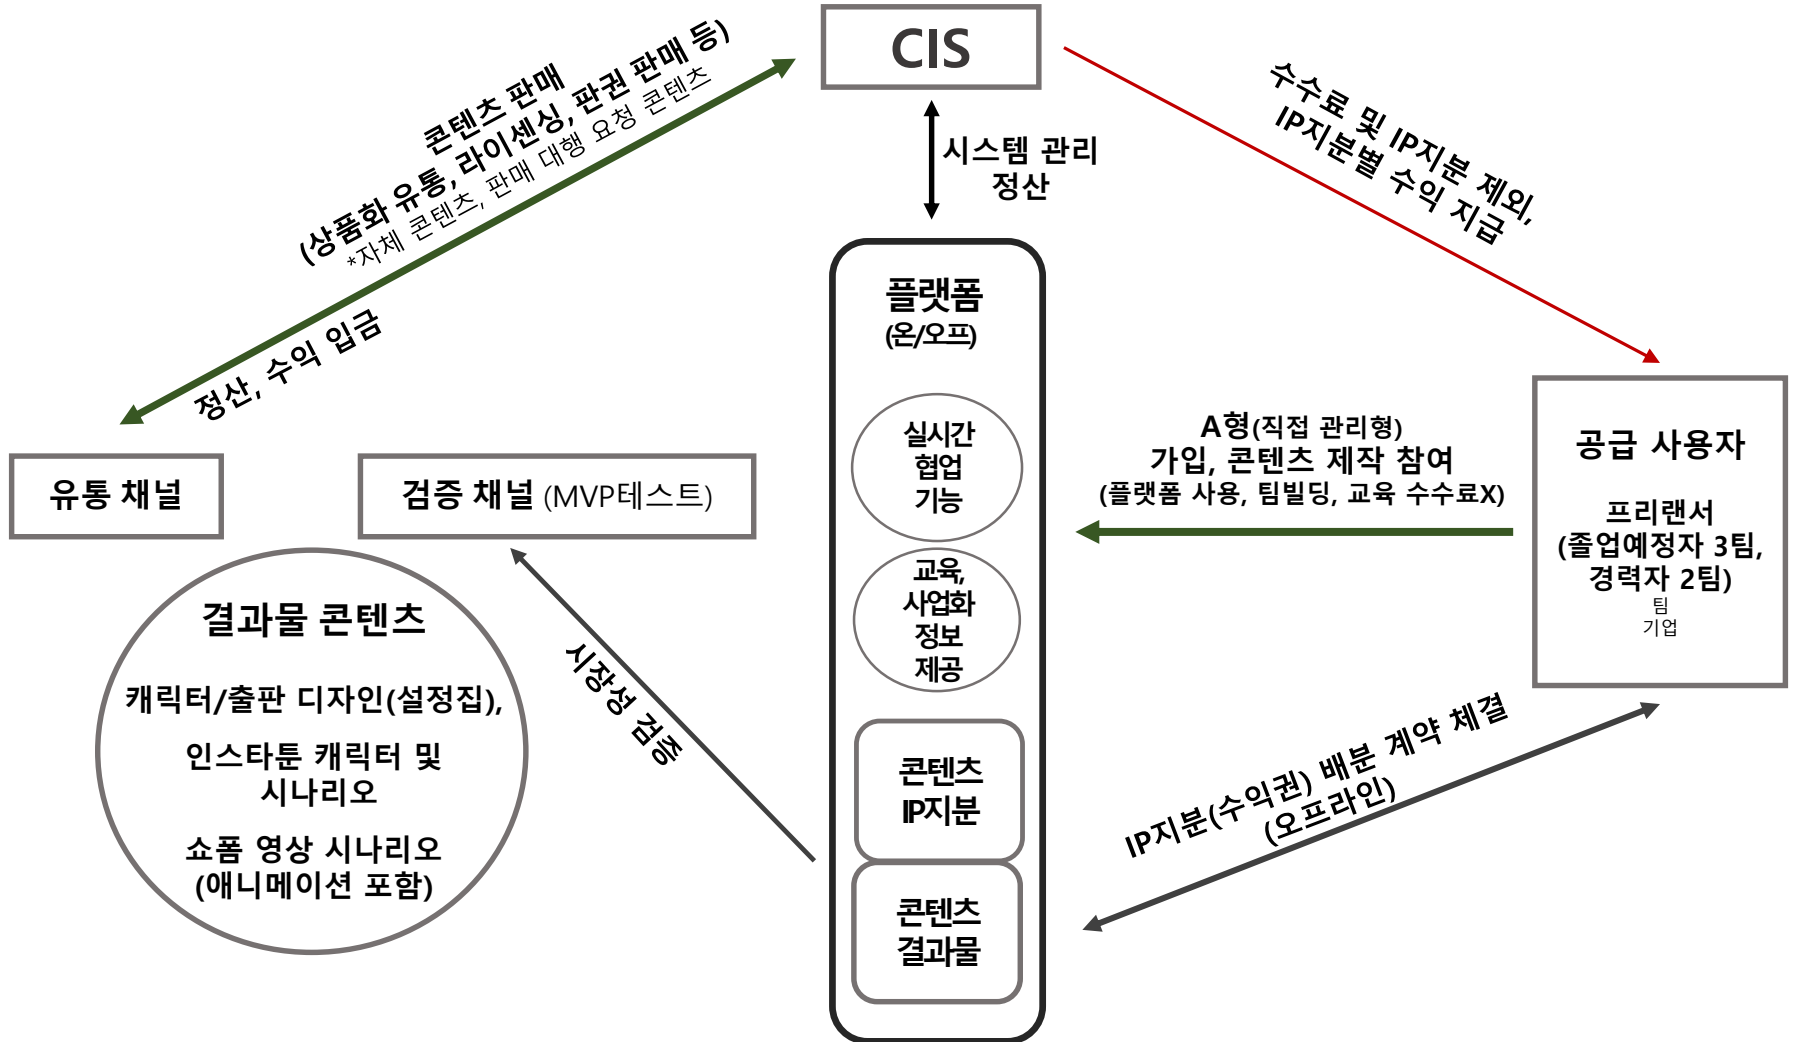 CIS
콘텐츠 판매
(상품화 유통, 라이센싱, 판권 판매 등)
*자체 콘텐츠, 판매 대행 요청 콘텐츠
정산, 수익 입금
시스템 관리
정산
수수료 및 IP지분 제외,
IP지분별 수익 지급
플랫폼
(온/오프)
실시간
협업
기능
교육,
사업화
정보
제공
콘텐츠
IP지분
콘텐츠
결과물
A형(직접 관리형)
가입, 콘텐츠 제작 참여
(플랫폼 사용, 팀빌딩, 교육 수수료X)
공급 사용자
프리랜서
(졸업예정자 3팀,
경력자 2팀)
팀
기업
IP지분(수익권) 배분 계약 체결
(오프라인)
유통 채널
검증 채널 (MVP테스트)
시장성 검증
결과물 콘텐츠
캐릭터/출판 디자인(설정집),
인스타툰 캐릭터 및
시나리오
쇼폼 영상 시나리오
(애니메이션 포함)